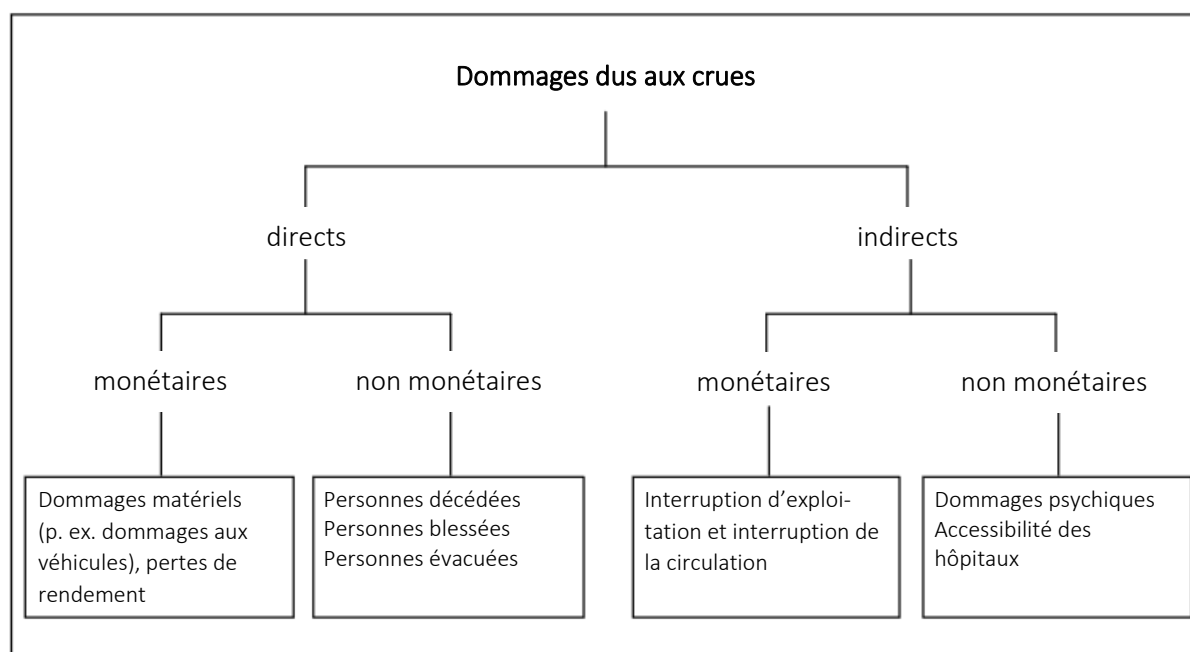 Dommages dus aux crues
directs
indirects
monétaires
non monétaires
monétaires
non monétaires
Dommages matériels
(p. ex. dommages aux
véhicules), pertes de
rendement
Personnes décédées
Personnes blessées
Personnes évacuées
Interruption d’exploi-
tation et interruption de
la circulation
Dommages psychiques
Accessibilité des
hôpitaux